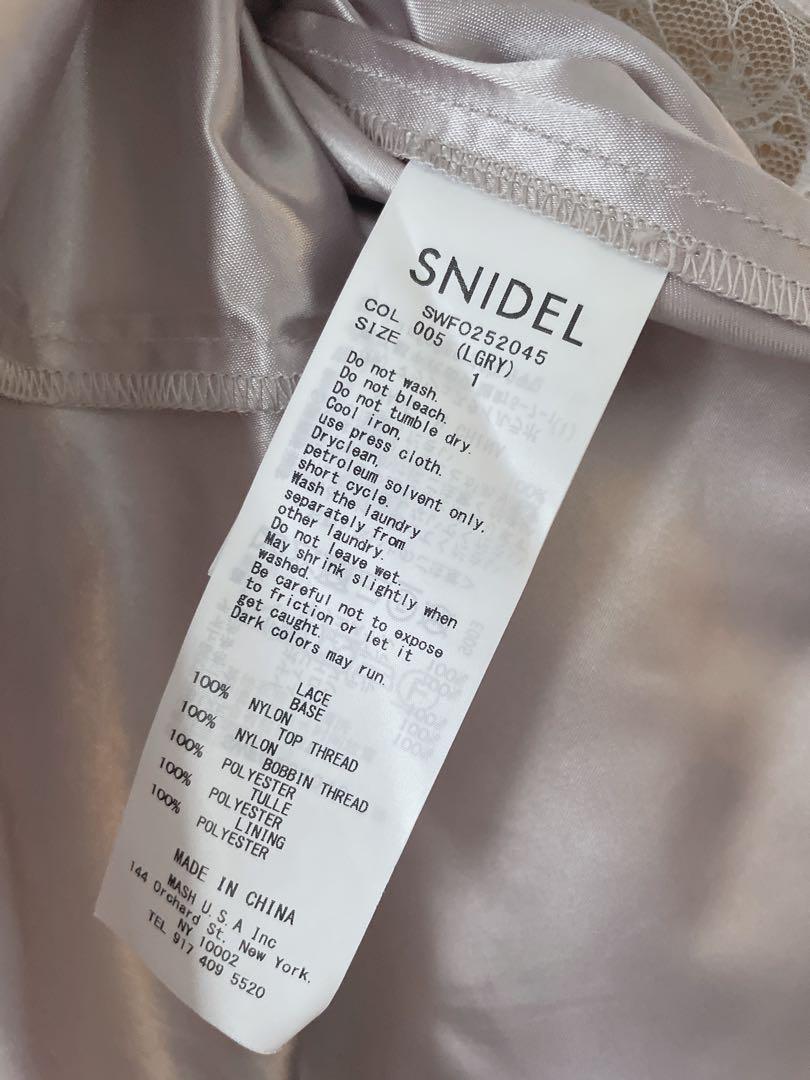 SNIDEL
SWFO252045
COL 005 (LGRY)
SIZE 1
Do not wash.
Do not bleach.
Do not tumble dry.
Cool iron,
use press cloth.
Dryclean,
petroleum solvent only,
short cycle.
Wash the laundry
separately from
other laundry.
Do not leave wet.
May shrink slightly when
washed.
Be careful not to expose
to friction or let it
get caught.
Dark colors may run.
LACE
BASE
100% NYLON
TOP THREAD
100% NYLON
BOBBIN THREAD
100% POLYESTER
TULLE
100% POLYESTER
LINING
100% POLYESTER
MADE IN CHINA
MASH U.S.A Inc
144 Orchard St. New York.
NY 10002
TEL 917 409 5520